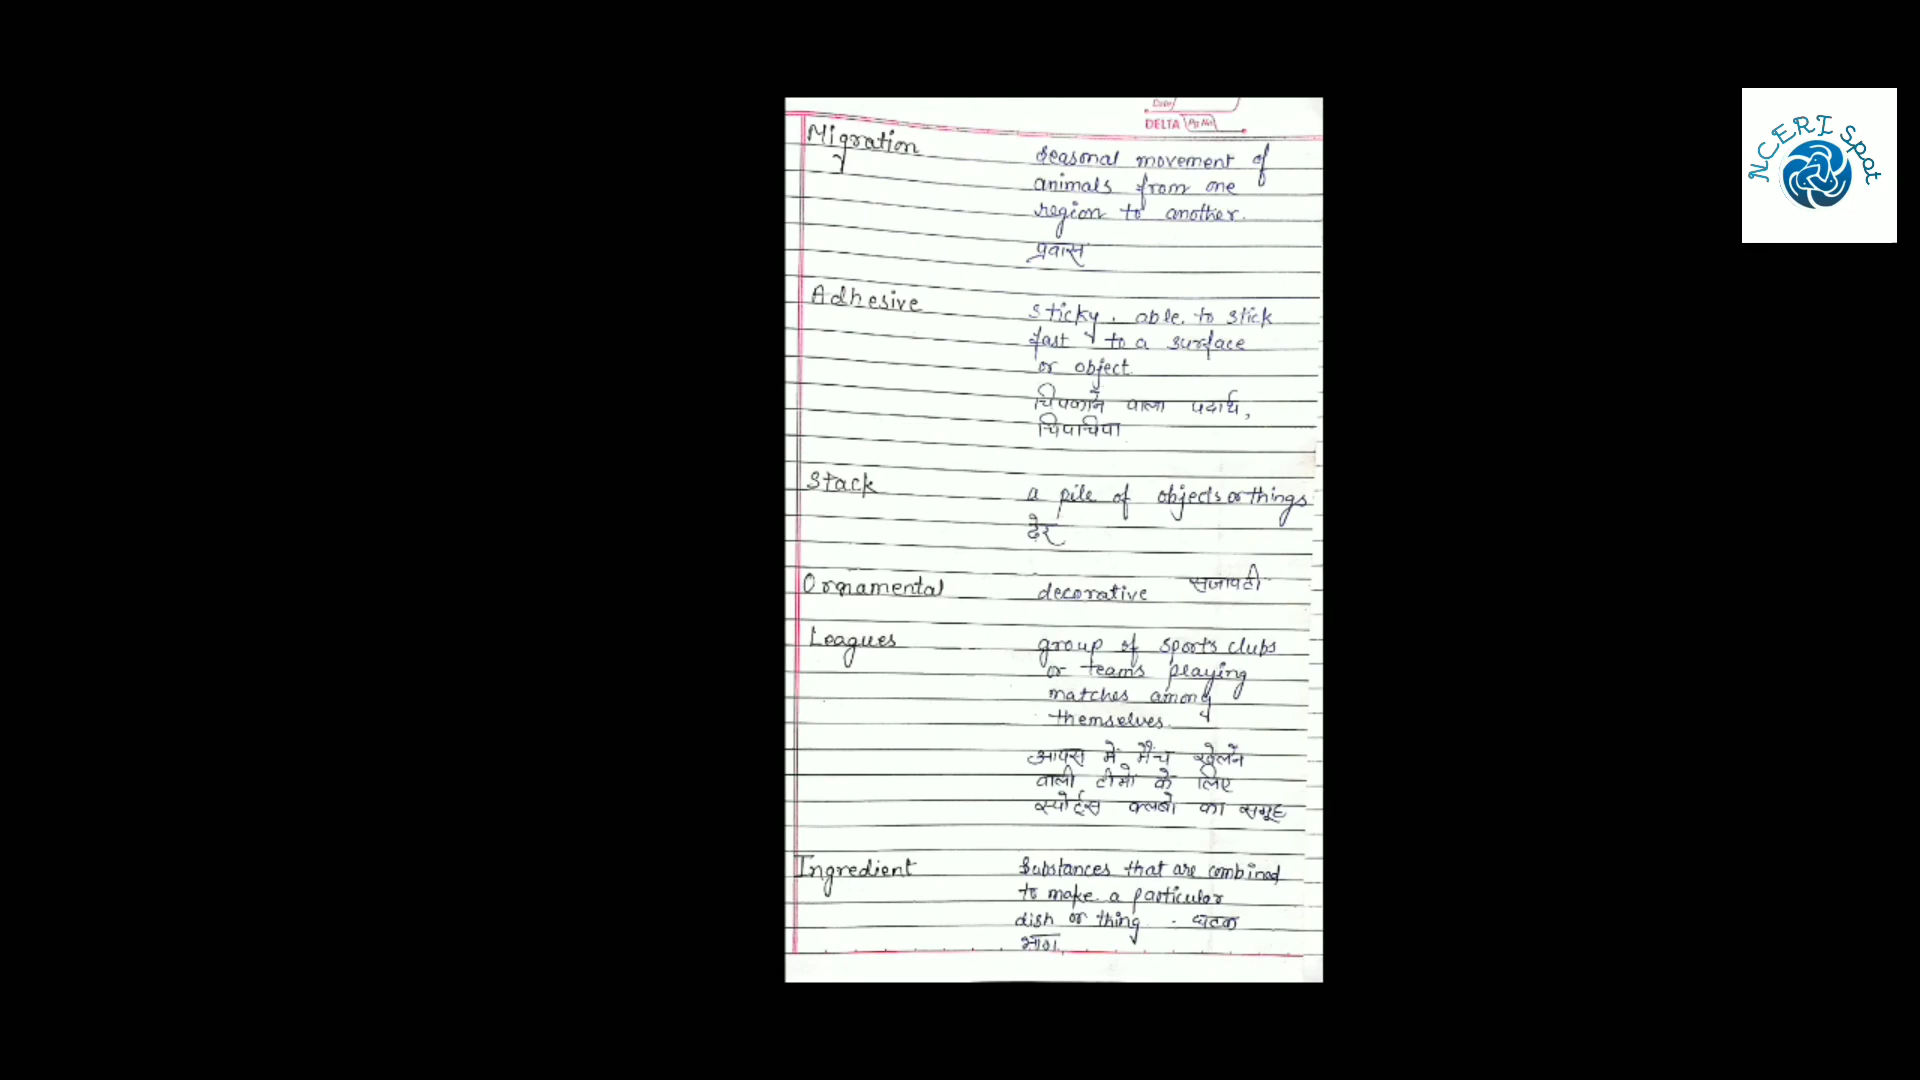 Date
DELTA Pg No
NCERI Spot
Migration
Seasonal movement of
animals from one
region to another.
प्रवास
Adhesive
Sticky. able to stick
fast to a surface
or object
चिपकाने वाला पदार्थ,
चिपचिपा
Stack
a pile of objects or things
ढेर
Ornamental
decorative सजावटी
Leagues
group of sports clubs
or teams playing
matches among
themselves.
आपस में मैच खेलने
वाली टीमो के लिए
स्पोर्ट्स क्लबो का समूह
Ingredient
Substances that are combined
to make a particular
dish or thing - घटक
भाग